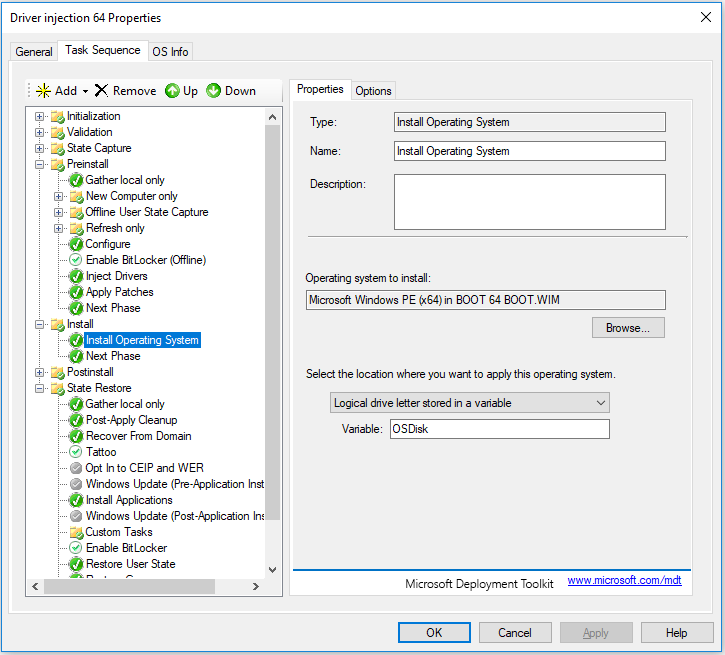 Driver injection 64 Properties
General
Task Sequence
OS Info
Add
Remove
Up
Down
Initialization
Validation
State Capture
Preinstall
Gather local only
New Computer only
Offline User State Capture
Refresh only
Configure
Enable BitLocker (Offline)
Inject Drivers
Apply Patches
Next Phase
Install
Install Operating System
Next Phase
Postinstall
State Restore
Gather local only
Post-Apply Cleanup
Recover From Domain
Tattoo
Opt In to CEIP and WER
Windows Update (Pre-Application Inst
Install Applications
Windows Update (Post-Application Ins
Custom Tasks
Enable BitLocker
Restore User State
Properties
Options
Type:
Install Operating System
Name:
Install Operating System
Description:
Operating system to install:
Microsoft Windows PE (x64) in BOOT 64 BOOT.WIM
Browse...
Select the location where you want to apply this operating system.
Logical drive letter stored in a variable
Variable:
OSDisk
Microsoft Deployment Toolkit
www.microsoft.com/mdt
OK
Cancel
Apply
Help